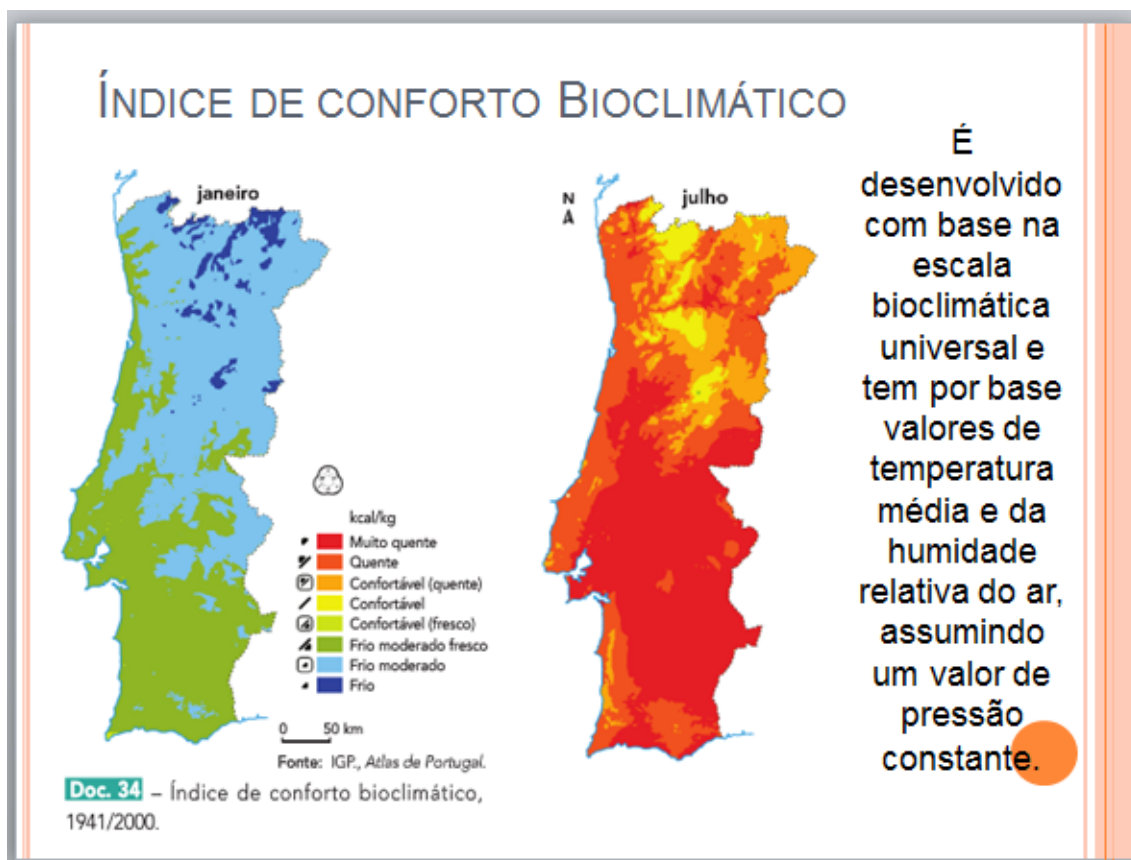 ÍNDICE DE CONFORTO BIOCLIMÁTICO
janeiro
N
julho
kcal/kg
Muito quente
Quente
Confortável (quente)
Confortável
Confortável (fresco)
Frio moderado fresco
Frio moderado
Frio
0 50 km
Fonte: IGP., Atlas de Portugal.
Doc. 34 – Índice de conforto bioclimático,
1941/2000.
É
desenvolvido
com base na
escala
bioclimática
universal e
tem por base
valores de
temperatura
média e da
humidade
relativa do ar,
assumindo
um valor de
pressão
constante.